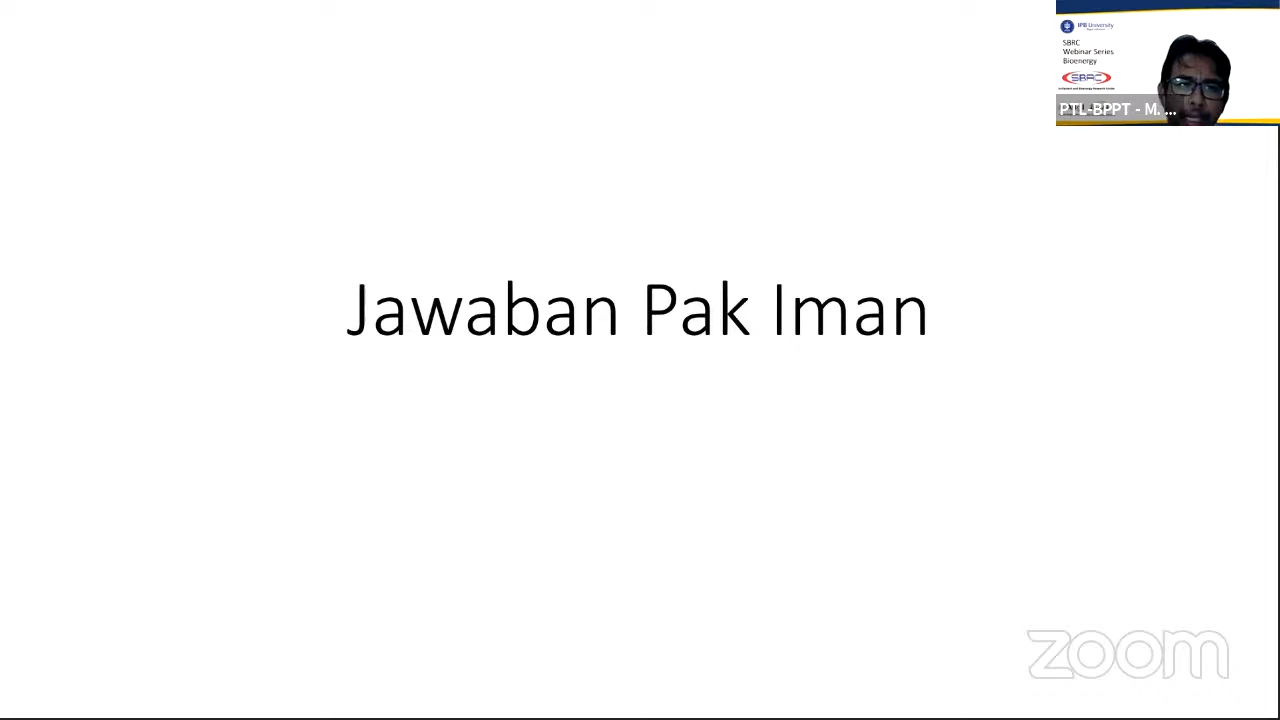 IPB University
SBRC
Webinar Series
Bioenergy
SBRC
PTL-BPPT - M. ...
Jawaban Pak Iman
zoom